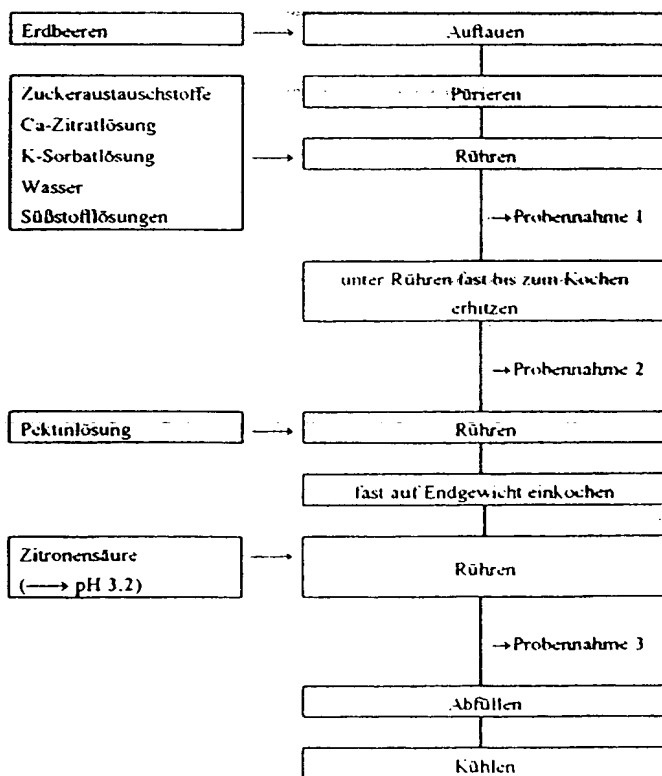 Erdbeeren → Auftauen
Zuckeraustauschstoffe
Ca-Zitratlösung
K-Sorbatlösung
Wasser
Süßstofflösungen
Pürieren
→ Rühren
→ Probennahme 1
unter Rühren fast bis zum Kochen
erhitzen
→ Probennahme 2
Pektinlösung → Rühren
fast auf Endgewicht einkochen
Zitronensäure
(→ pH 3.2)
→ Rühren
→ Probennahme 3
Abfüllen
Kühlen